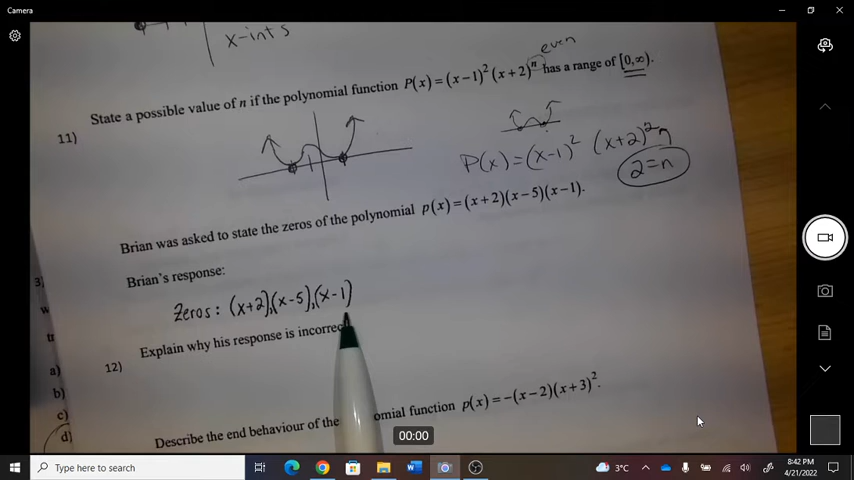 Camera
x-int s
even
State a possible value of n if the polynomial function P(x) = (x−1)² (x+2)ⁿ has a range of [0,∞).
11)
P(x) = (x−1)² (x+2)²
2=n
Brian was asked to state the zeros of the polynomial p(x) = (x+2)(x−5)(x−1).
Brian's response:
Zeros: (x+2),(x−5),(x−1)
Explain why his response is incorrec
12)
a)
b)
c)
d)
Describe the end behaviour of the omial function p(x) = −(x−2)(x+3)².
00:00
Type here to search
3°C
8:42 PM
4/21/2022